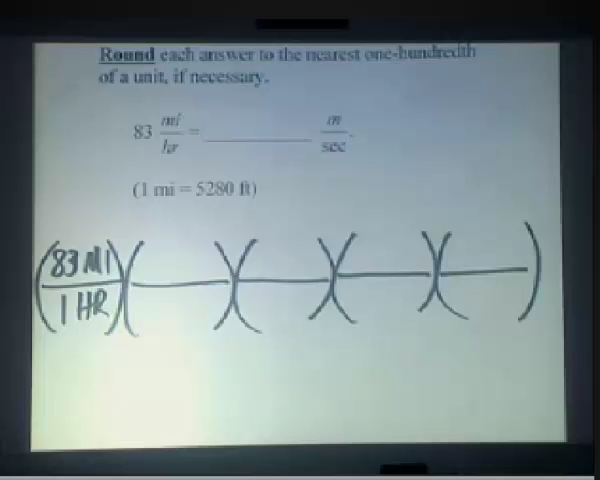 Round each answer to the nearest one-hundredth
of a unit, if necessary.
83 mi/hr = __________ m/sec.
(1 mi = 5280 ft)
(83 MI/1 HR)( )( )( )( )